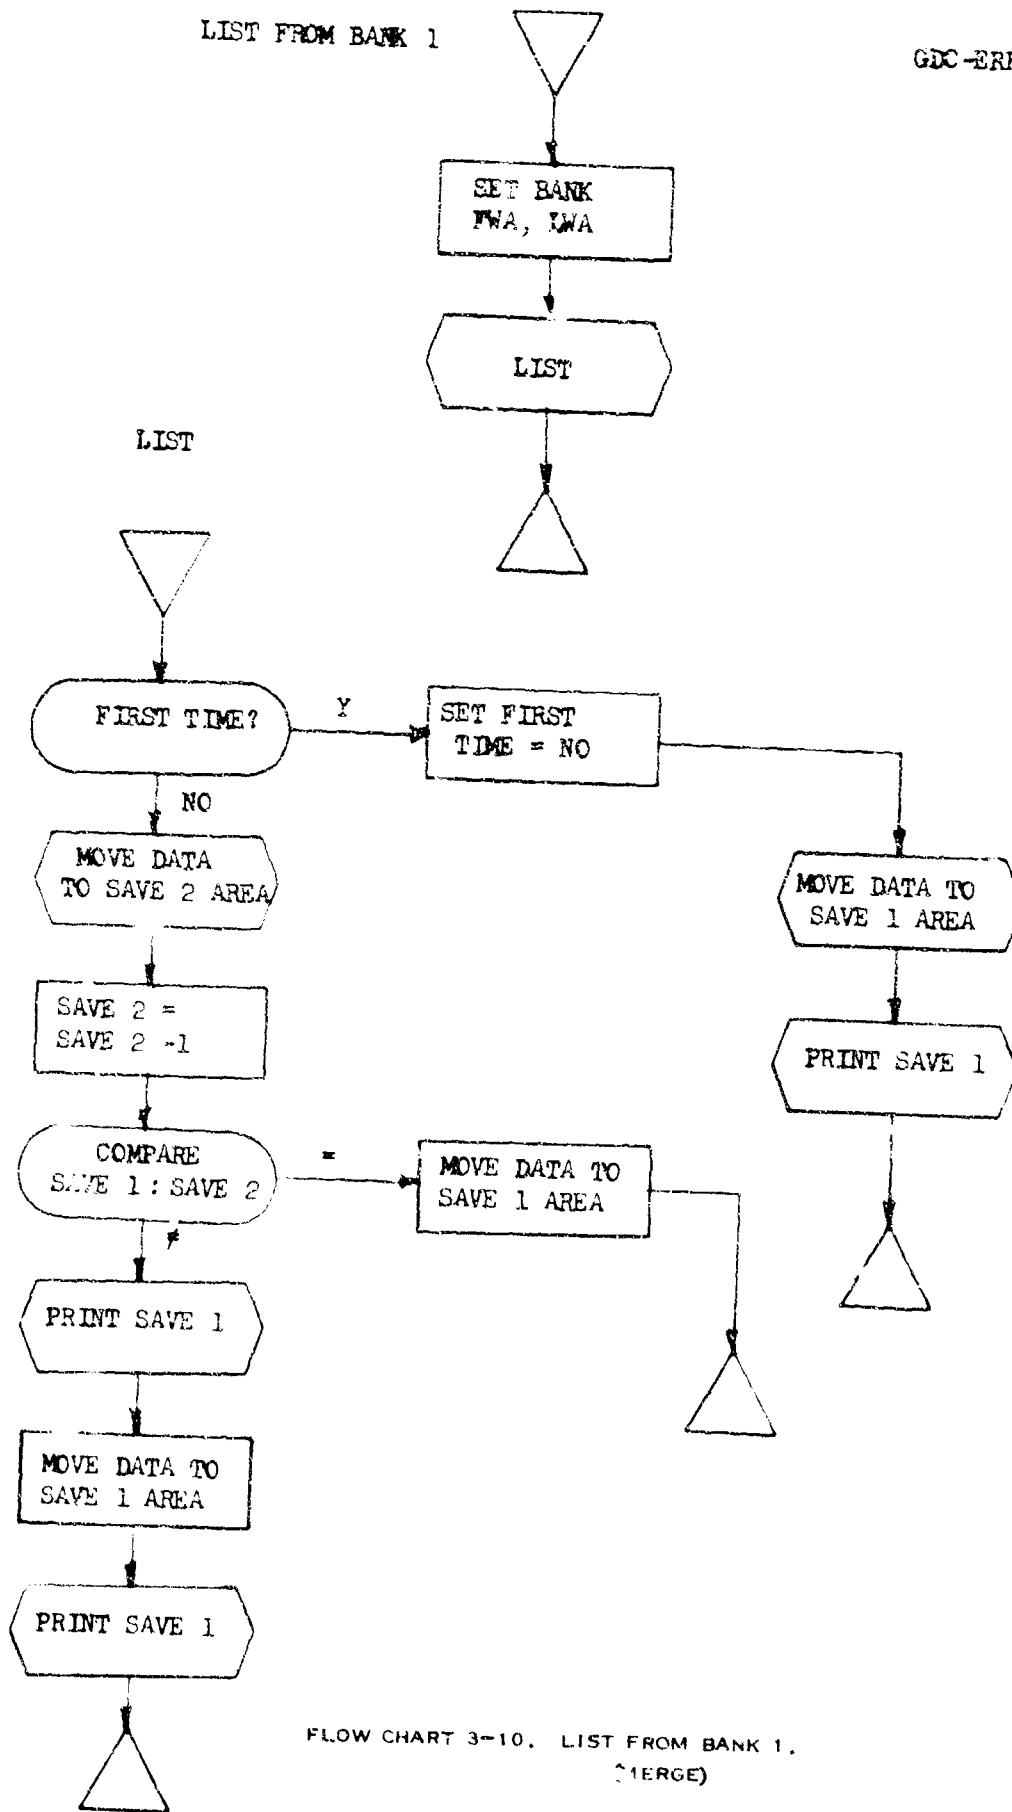 LIST FROM BANK 1
SET BANK
FWA, LWA
LIST
LIST
FIRST TIME?
Y
SET FIRST
TIME = NO
NO
MOVE DATA
TO SAVE 2 AREA
MOVE DATA TO
SAVE 1 AREA
SAVE 2 =
SAVE 2 -1
PRINT SAVE 1
COMPARE
SAVE 1 : SAVE 2
=
MOVE DATA TO
SAVE 1 AREA
≠
PRINT SAVE 1
MOVE DATA TO
SAVE 1 AREA
PRINT SAVE 1
FLOW CHART 3-10. LIST FROM BANK 1.